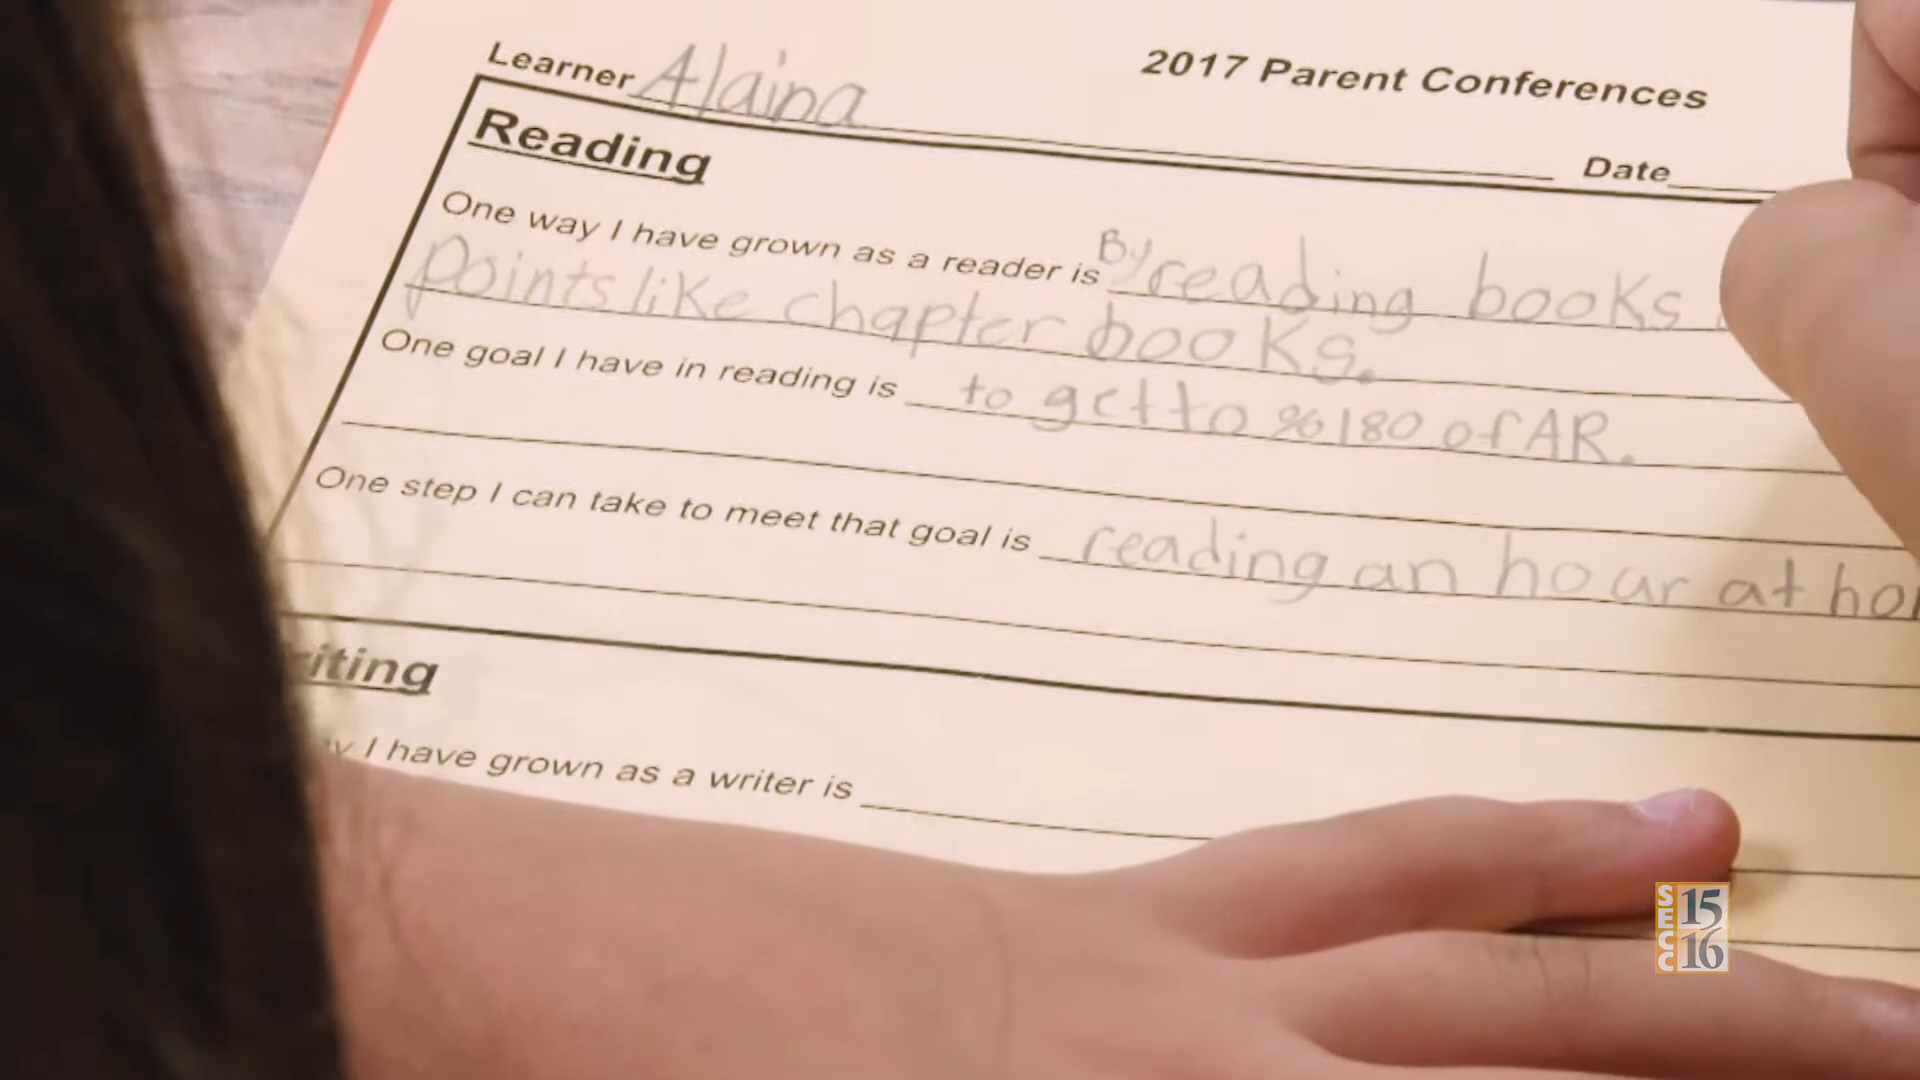 2017 Parent Conferences
Learner Alaina
Date
Reading
One way I have grown as a reader is By reading books
points like chapter books.
One goal I have in reading is to get to %180 of AR.
One step I can take to meet that goal is reading an hour at
I have grown as a writer is
SECC 15 16